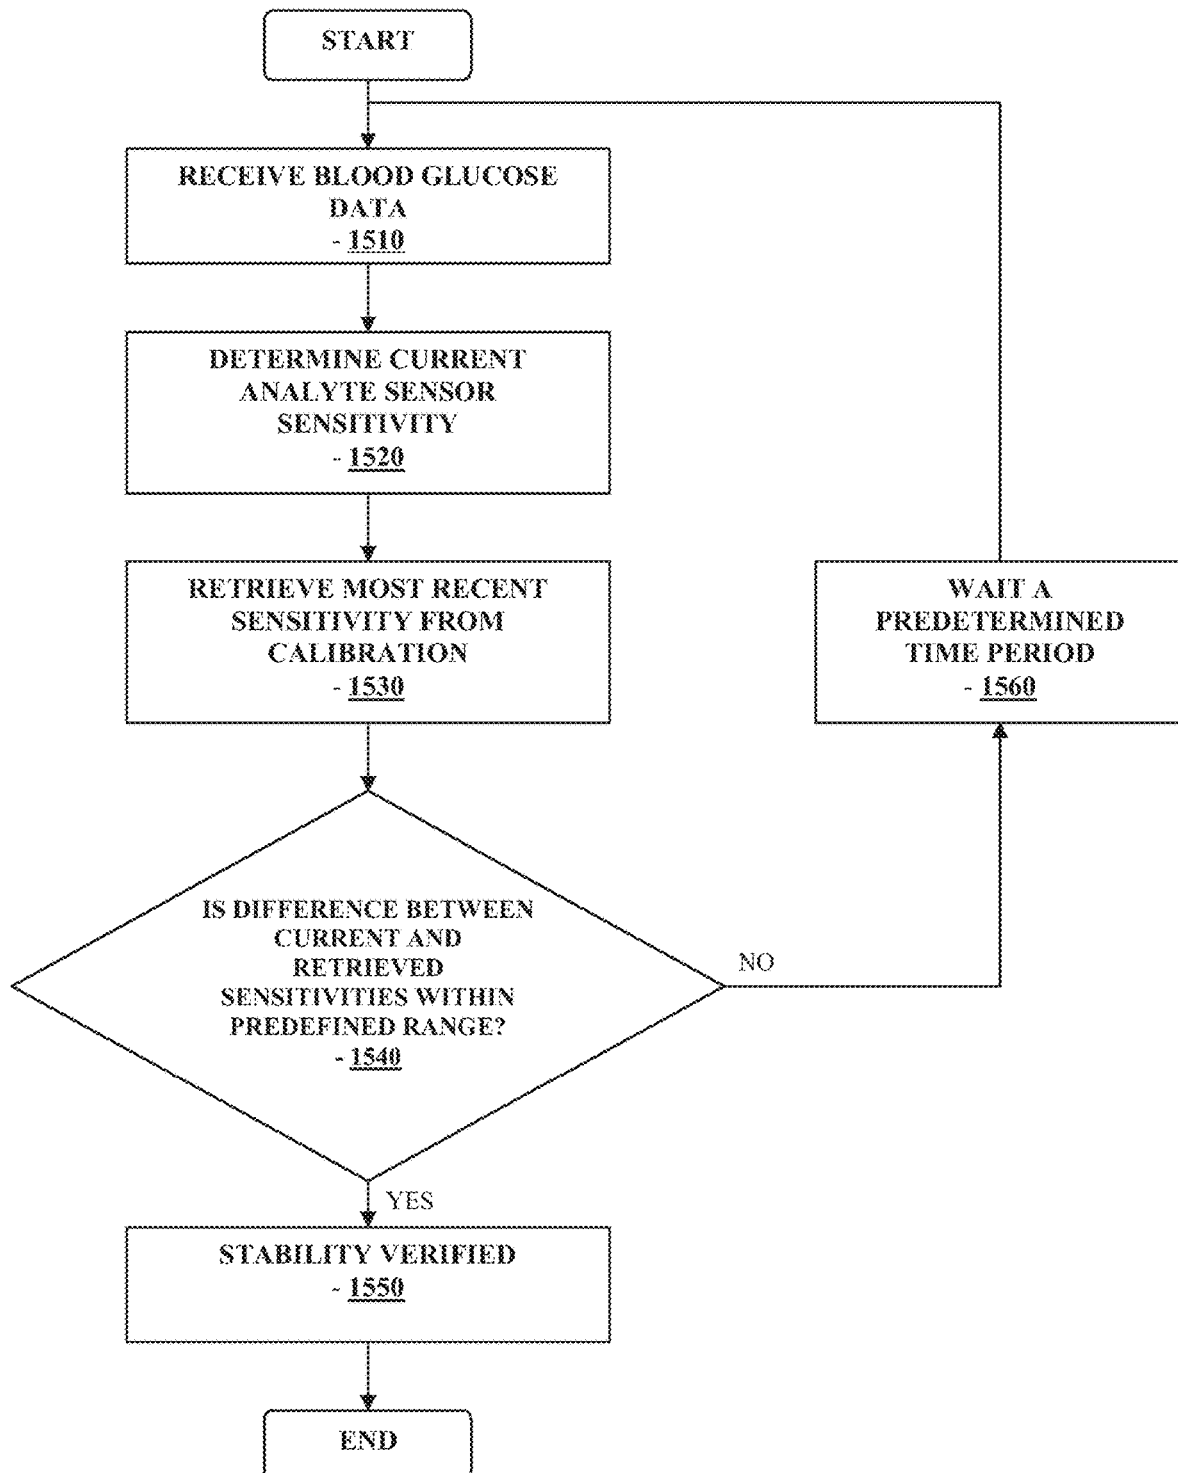 START
RECEIVE BLOOD GLUCOSE
DATA
- 1510
DETERMINE CURRENT
ANALYTE SENSOR
SENSITIVITY
- 1520
RETRIEVE MOST RECENT
SENSITIVITY FROM
CALIBRATION
- 1530
WAIT A
PREDETERMINED
TIME PERIOD
- 1560
IS DIFFERENCE BETWEEN
CURRENT AND
RETRIEVED
SENSITIVITIES WITHIN
PREDEFINED RANGE?
- 1540
NO
YES
STABILITY VERIFIED
- 1550
END